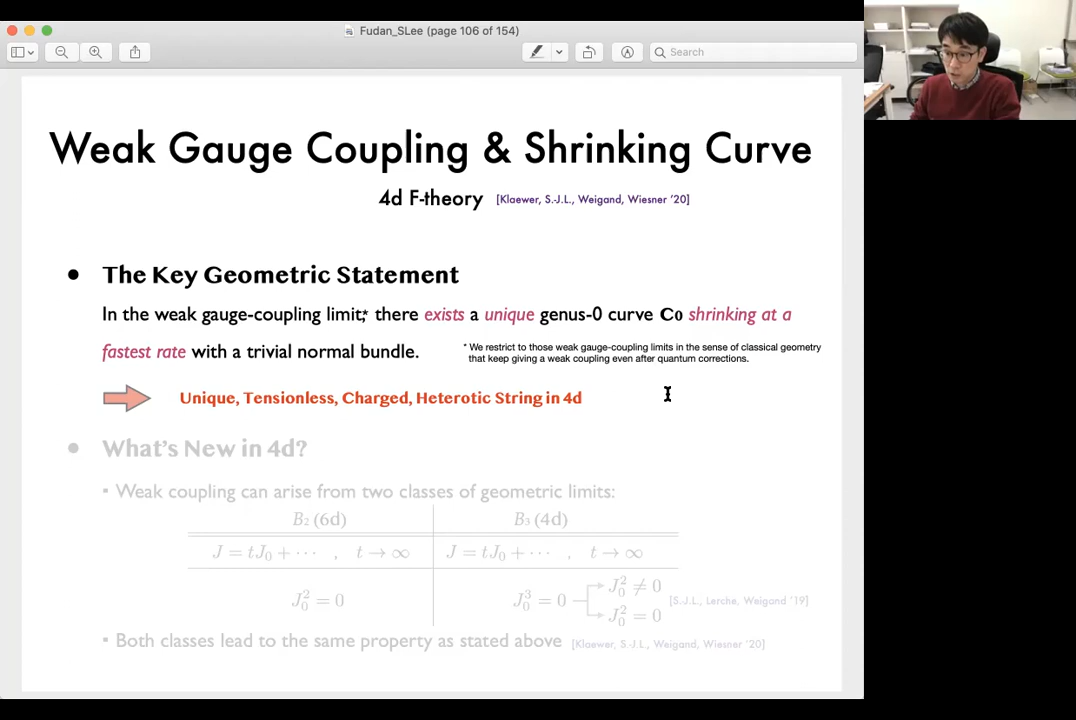 Fudan_SLee (page 106 of 154)
Search
Weak Gauge Coupling & Shrinking Curve
4d F-theory [Klaewer, S.-J.L., Weigand, Wiesner ’20]
• The Key Geometric Statement
In the weak gauge-coupling limit,* there exists a unique genus-0 curve C0 shrinking at a
fastest rate with a trivial normal bundle.
* We restrict to those weak gauge-coupling limits in the sense of classical geometry
that keep giving a weak coupling even after quantum corrections.
Unique, Tensionless, Charged, Heterotic String in 4d
• What's New in 4d?
▪ Weak coupling can arise from two classes of geometric limits:
B₂ (6d) B₃ (4d)
J = tJ₀ + ⋯ , t → ∞ J = tJ₀ + ⋯ , t → ∞
J₀² = 0 J₀³ = 0 J₀² ≠ 0
J₀² = 0
[S.J.L., Lerche, Weigand ’19]
▪ Both classes lead to the same property as stated above [Klaewer, S.-J.L., Weigand, Wiesner ’20]